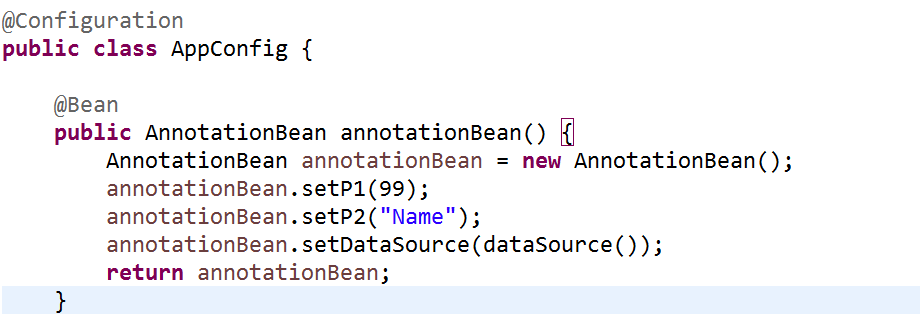 @Configuration
public class AppConfig {
@Bean
public AnnotationBean annotationBean() {
AnnotationBean annotationBean = new AnnotationBean();
annotationBean.setP1(99);
annotationBean.setP2("Name");
annotationBean.setDataSource(dataSource());
return annotationBean;
}